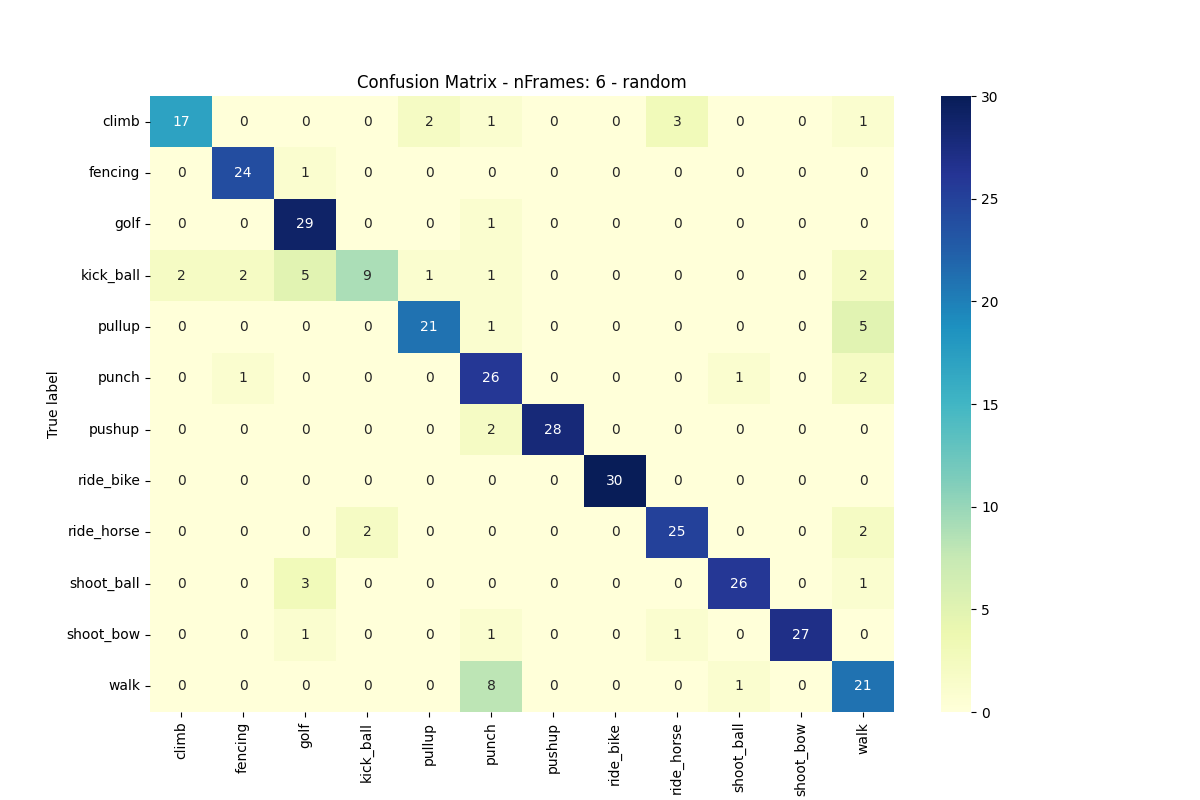 Confusion Matrix - nFrames: 6 - random
30
climb 17 0 0 0 2 1 0 0 3 0 0 1
fencing 0 24 1 0 0 0 0 0 0 0 0 0
25
golf 0 0 29 0 0 1 0 0 0 0 0 0
kick_ball 2 2 5 9 1 1 0 0 0 0 0 2
20
pullup 0 0 0 0 21 1 0 0 0 0 0 5
punch 0 1 0 0 0 26 0 0 0 1 0 2
True label
15
pushup 0 0 0 0 0 2 28 0 0 0 0 0
ride_bike 0 0 0 0 0 0 0 30 0 0 0 0
10
ride_horse 0 0 0 2 0 0 0 0 25 0 0 2
shoot_ball 0 0 3 0 0 0 0 0 0 26 0 1
5
shoot_bow 0 0 1 0 0 1 0 0 1 0 27 0
walk 0 0 0 0 0 8 0 0 0 1 0 21
0
climb fencing golf kick_ball pullup punch pushup ride_bike ride_horse shoot_ball shoot_bow walk